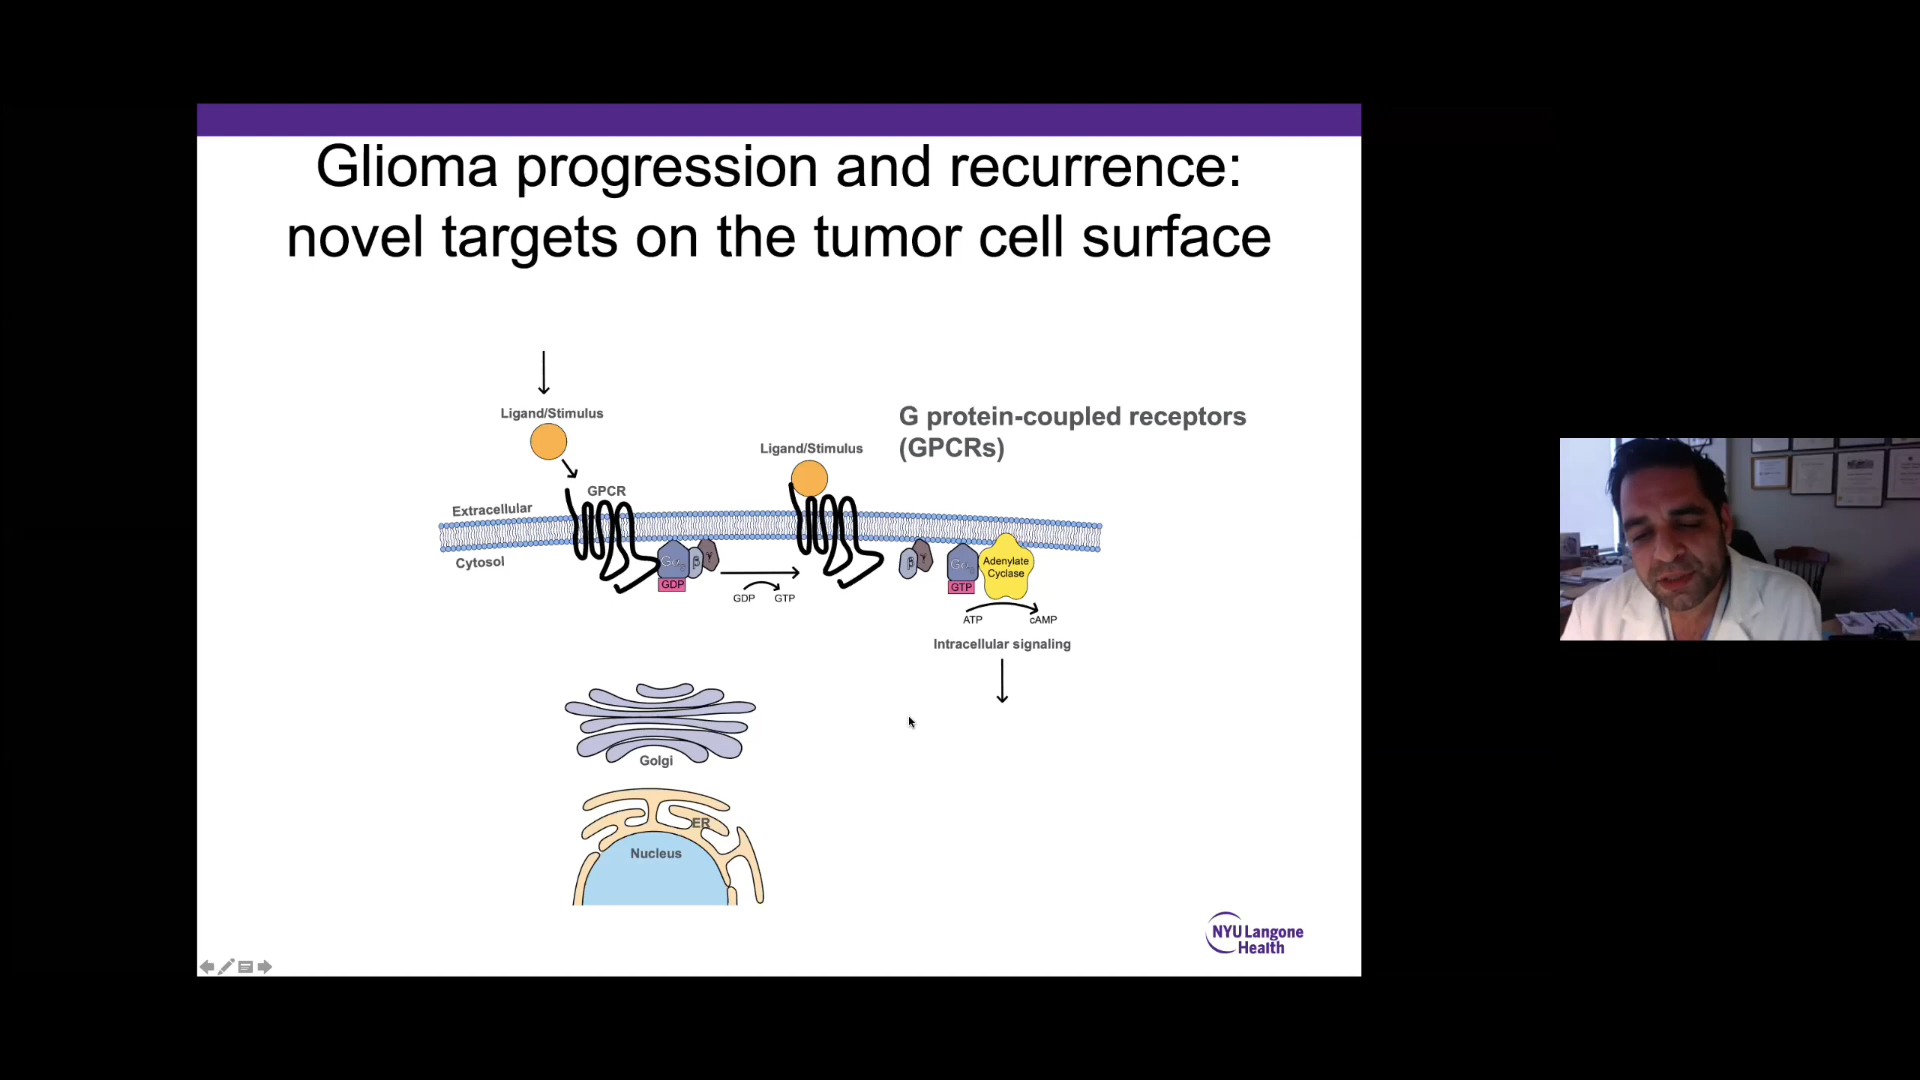 Glioma progression and recurrence:
novel targets on the tumor cell surface
Ligand/Stimulus
Ligand/Stimulus
G protein-coupled receptors
(GPCRs)
GPCR
Extracellular
Cytosol
Gα
β
γ
GDP
GDP
GTP
β
γ
Gα
GTP
Adenylate
Cyclase
ATP
cAMP
Intracellular signaling
Golgi
ER
Nucleus
NYU Langone
Health